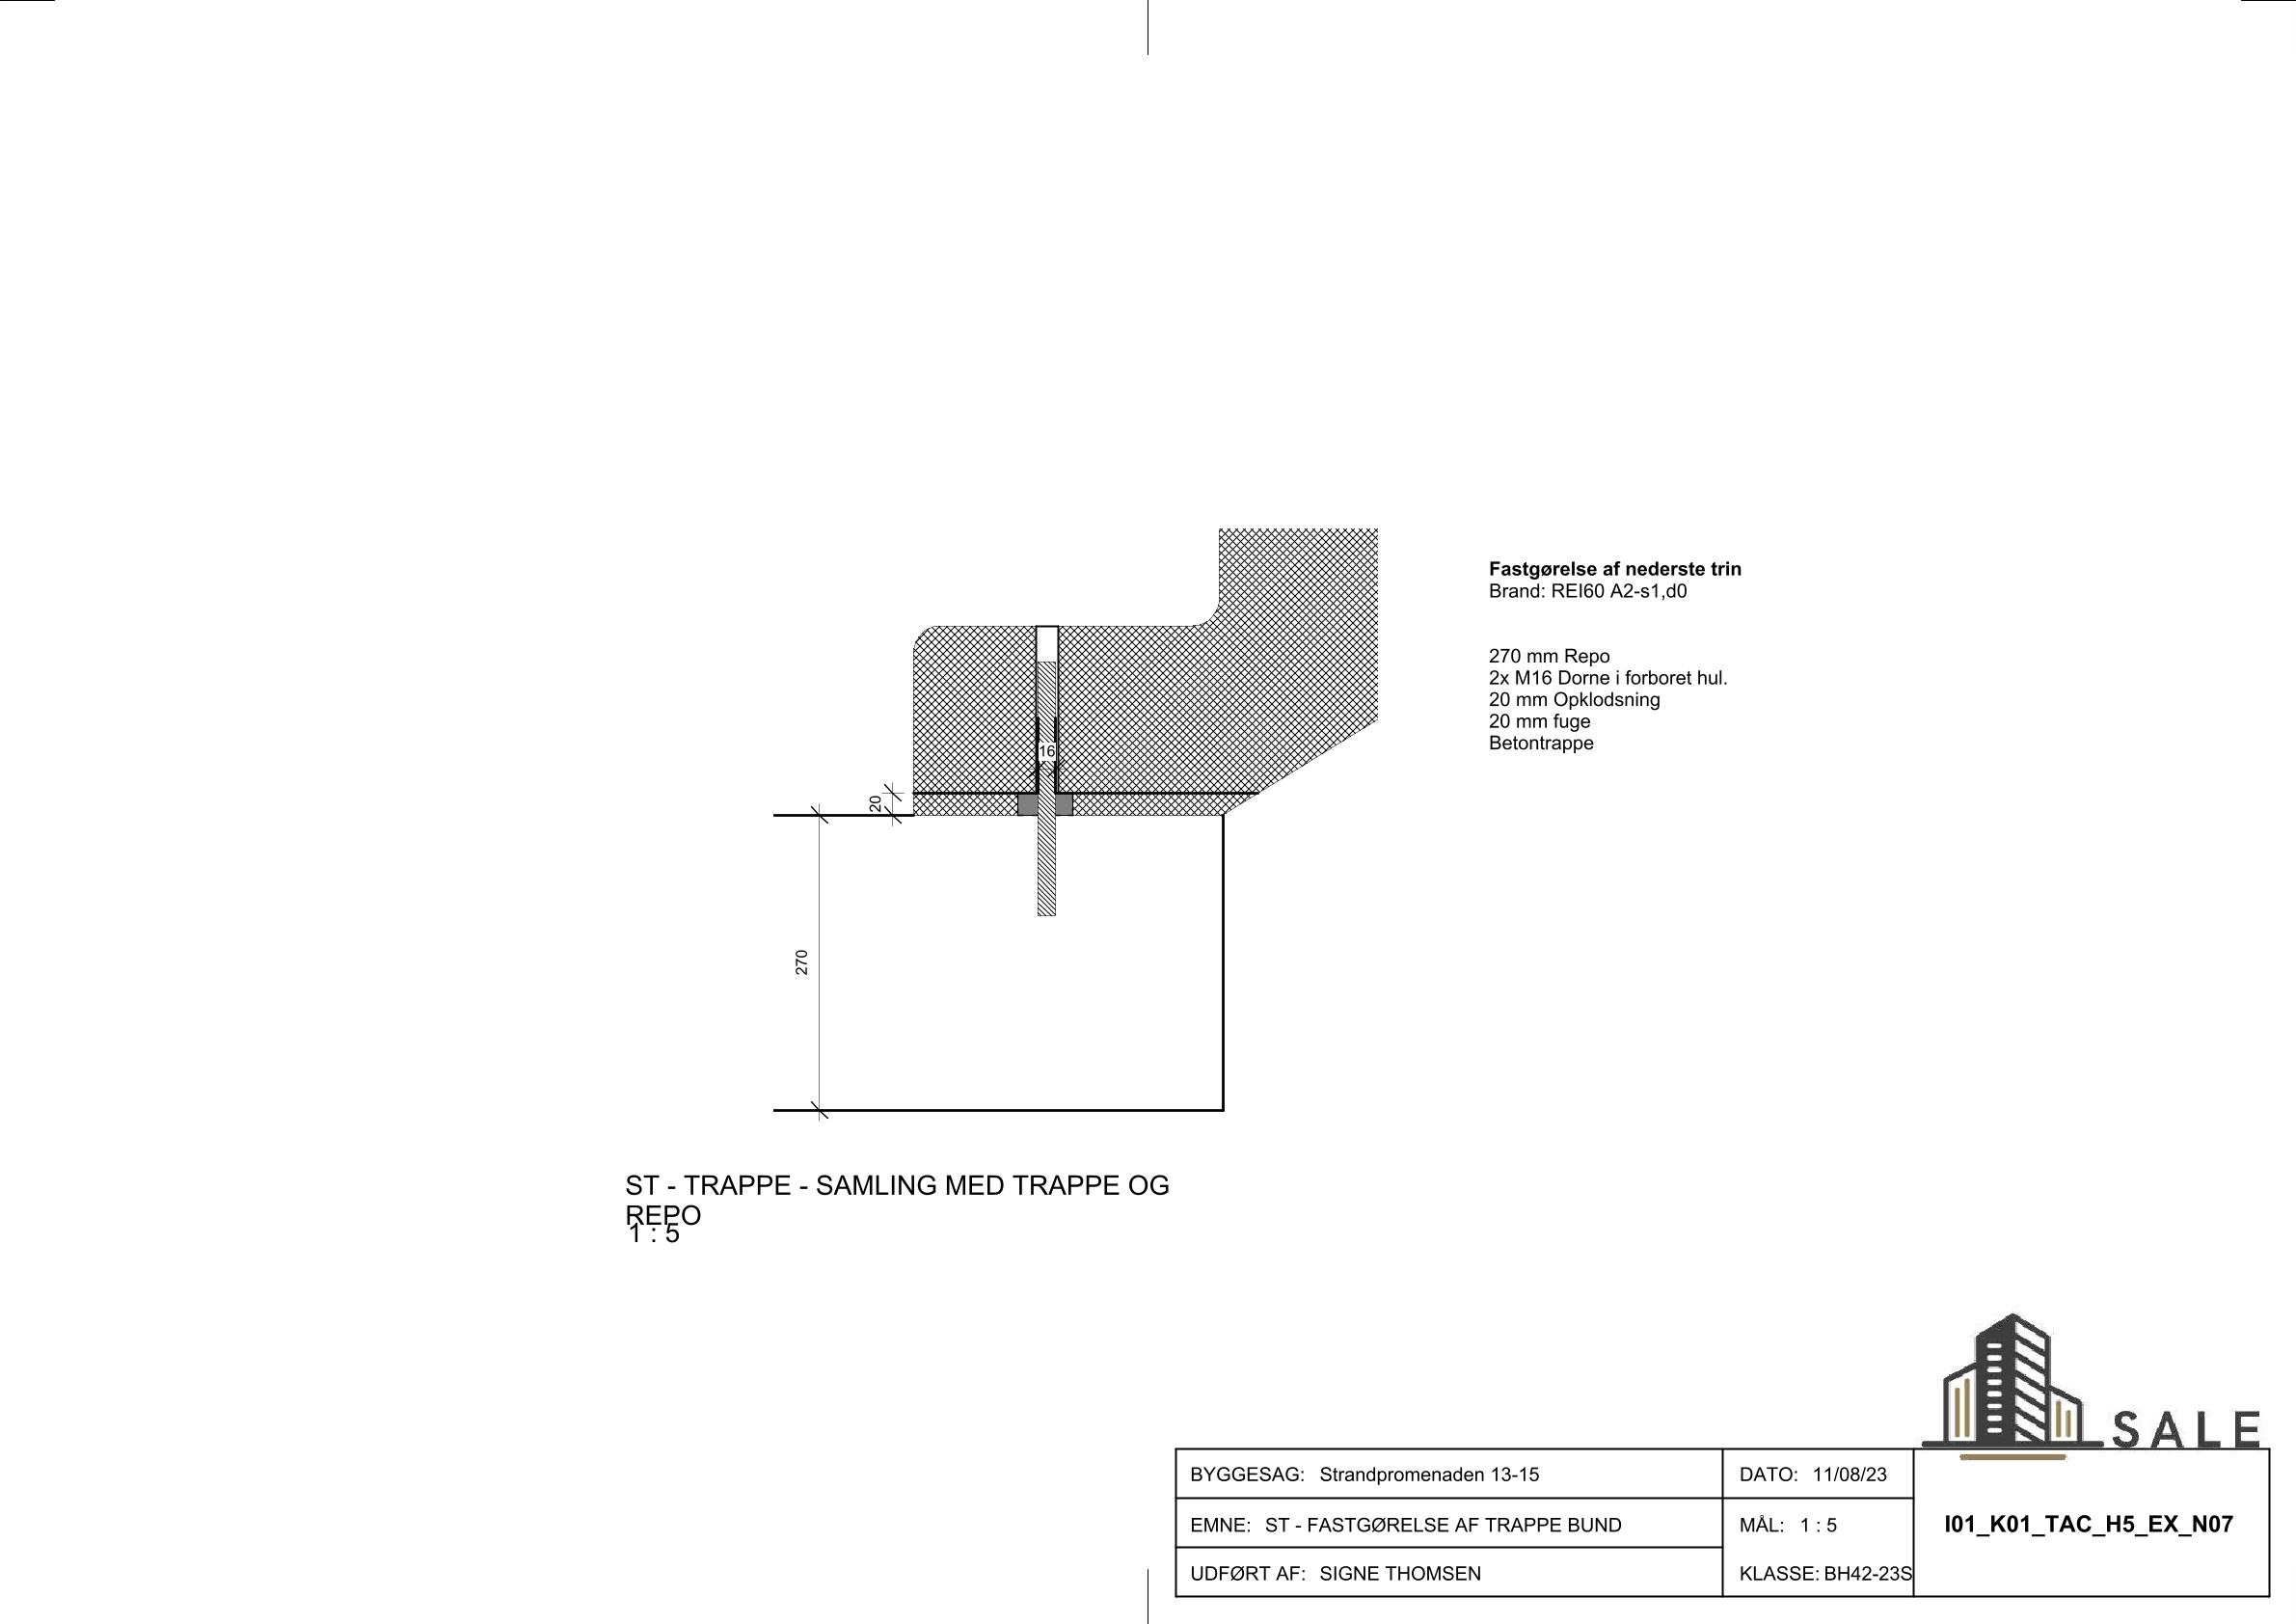 Fastgørelse af nederste trin
Brand: REI60 A2-s1,d0
270 mm Repo
2x M16 Dorne i forboret hul.
20 mm Opklodsning
20 mm fuge
Betontrappe
16
20
270
ST - TRAPPE - SAMLING MED TRAPPE OG
REPO
1 : 5
SALE
BYGGESAG: Strandpromenaden 13-15
DATO: 11/08/23
EMNE: ST - FASTGØRELSE AF TRAPPE BUND
MÅL: 1 : 5
I01_K01_TAC_H5_EX_N07
UDFØRT AF: SIGNE THOMSEN
KLASSE: BH42-23S